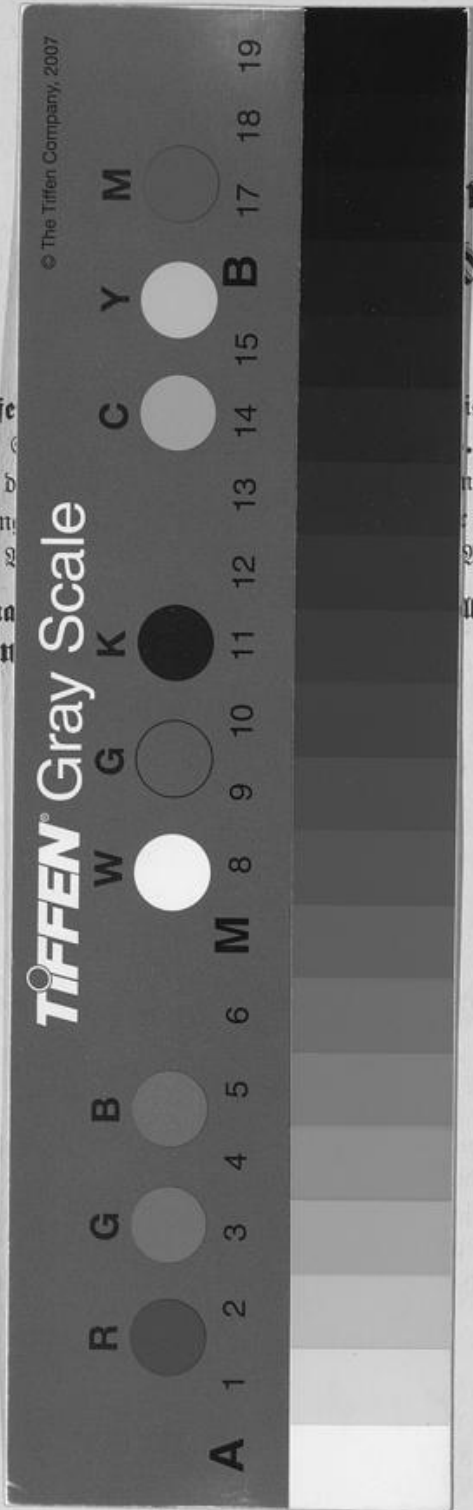 © The Tiffen Company, 2007
TIFFEN® Gray Scale
R G B W G K C Y M
A 1 2 3 4 5 6 M 8 9 10 11 12 13 14 15 B 17 18 19